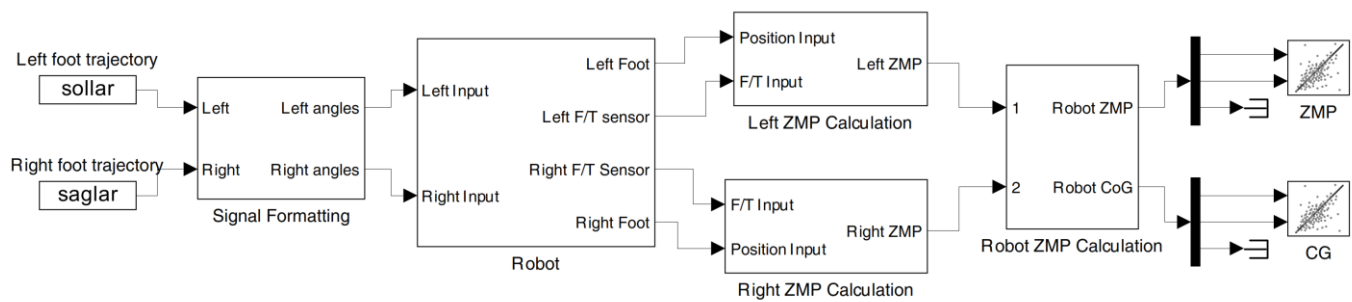 Left foot trajectory
sollar
Right foot trajectory
saglar
Left
Left angles
Right
Right angles
Signal Formatting
Left Input
Right Input
Left Foot
Left F/T sensor
Right F/T Sensor
Right Foot
Robot
Position Input
F/T Input
Left ZMP
Left ZMP Calculation
F/T Input
Position Input
Right ZMP
Right ZMP Calculation
1
2
Robot ZMP
Robot CoG
Robot ZMP Calculation
ZMP
CG